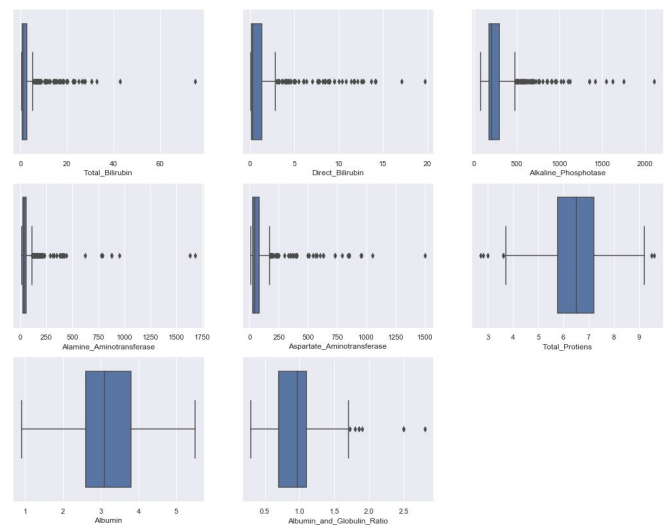 0 20 40 60
Total_Bilirubin
0 5 10 15 20
Direct_Bilirubin
0 500 1000 1500 2000
Alkaline_Phosphotase
0 250 500 750 1000 1250 1500 1750
Alamine_Aminotransferase
0 250 500 750 1000 1250 1500
Aspartate_Aminotransferase
3 4 5 6 7 8 9
Total_Protiens
1 2 3 4 5
Albumin
0.5 1.0 1.5 2.0 2.5
Albumin_and_Globulin_Ratio